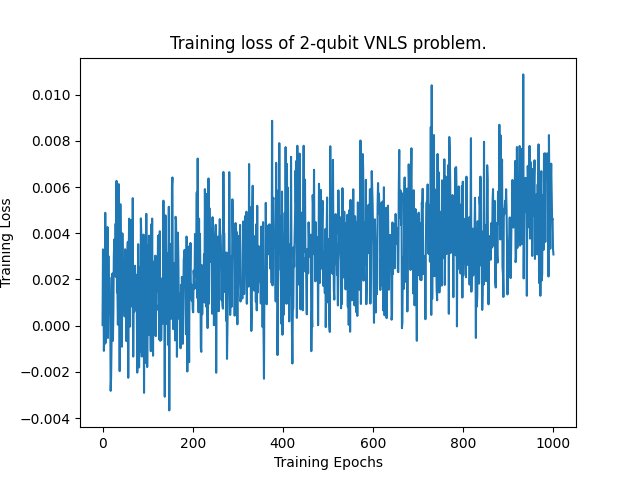 Training loss of 2-qubit VNLS problem.
0.010
0.008
0.006
0.004
0.002
0.000
−0.002
−0.004
Training Loss
0 200 400 600 800 1000
Training Epochs